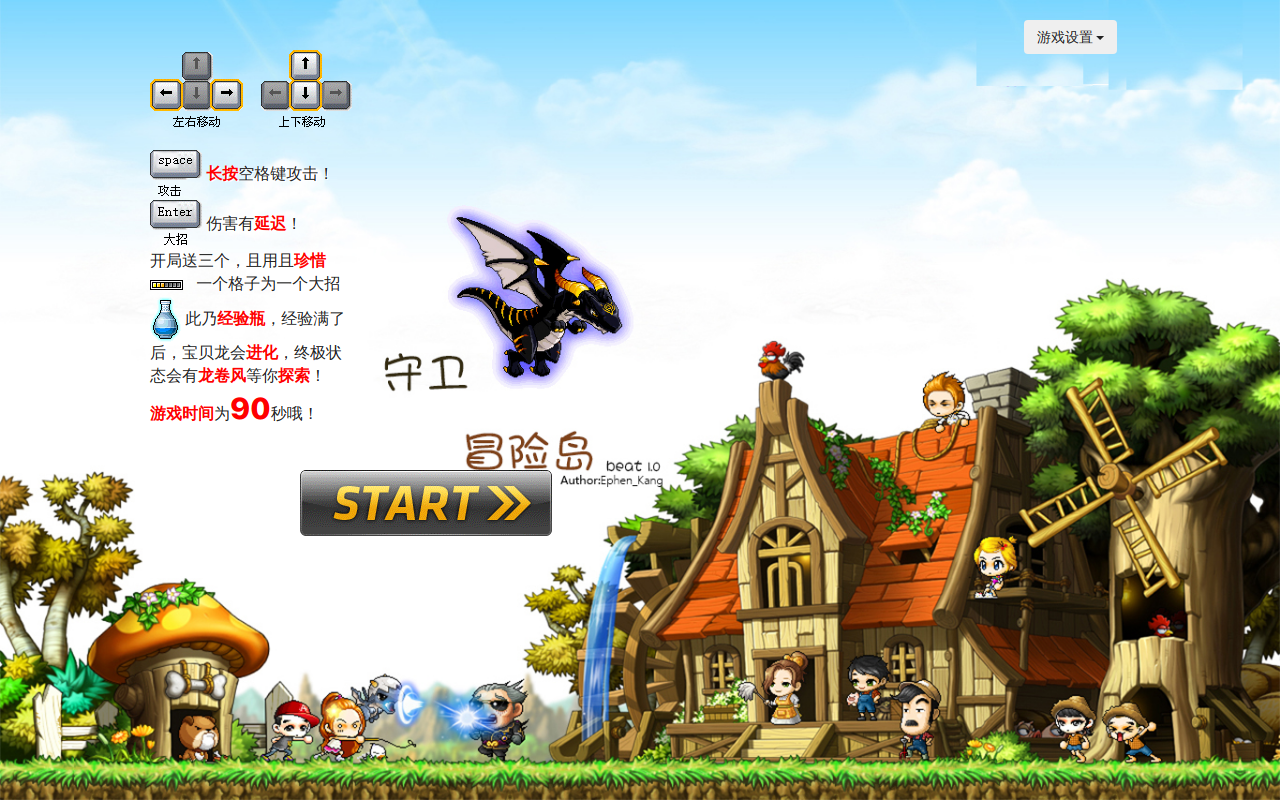 游戏设置
左右移动 上下移动
space 长按空格键攻击！
攻击
Enter 伤害有延迟！
大招
开局送三个，且用且珍惜
一个格子为一个大招
此乃经验瓶，经验满了
后，宝贝龙会进化，终极状
态会有龙卷风等你探索！
游戏时间为90秒哦！
守卫
冒险岛 beat 1.0
Author:Ephen_Kang
START